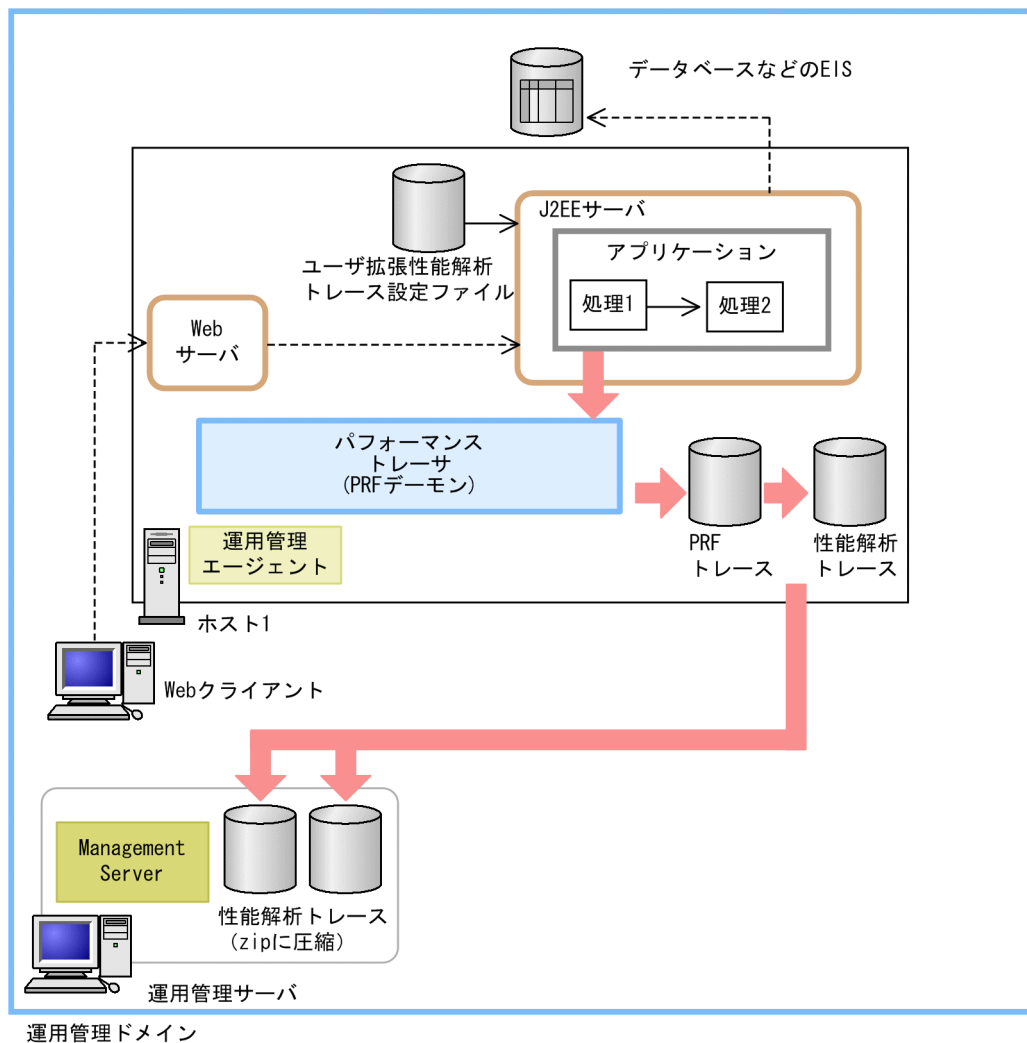 データベースなどのEIS
J2EEサーバ
アプリケーション
処理1
処理2
ユーザ拡張性能解析
トレース設定ファイル
Web
サーバ
パフォーマンス
トレーサ
(PRFデーモン)
PRF
トレース
性能解析
トレース
運用管理
エージェント
ホスト1
Webクライアント
Management
Server
性能解析トレース
(zipに圧縮)
運用管理サーバ
運用管理ドメイン